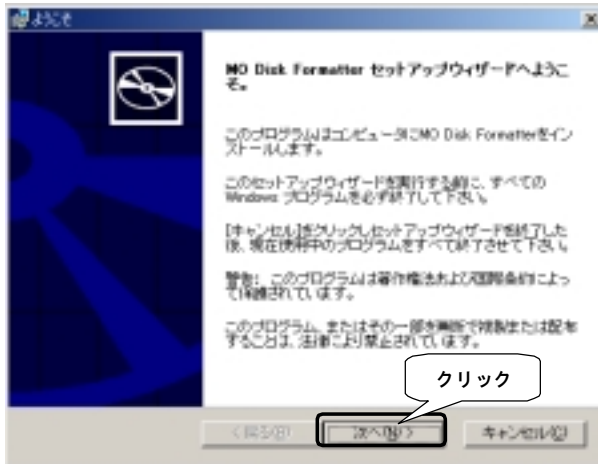 ようこそ
MO Disk Formatter セットアップウィザードへようこ
そ。
このプログラムはコンピュータにMO Disk Formatterをイン
ストールします。
このセットアップウィザードを実行する前に、すべての
Windows プログラムを必ず終了して下さい。
[キャンセル]をクリックしセットアップウィザードを終了した
後、現在使用中のプログラムをすべて終了させて下さい。
警告: このプログラムは著作権法および国際条約によっ
て保護されています。
このプログラム、またはその一部を無断で複製または配布
することは、法律により禁止されています。
クリック
< 戻る(B)
次へ(N) >
キャンセル(C)